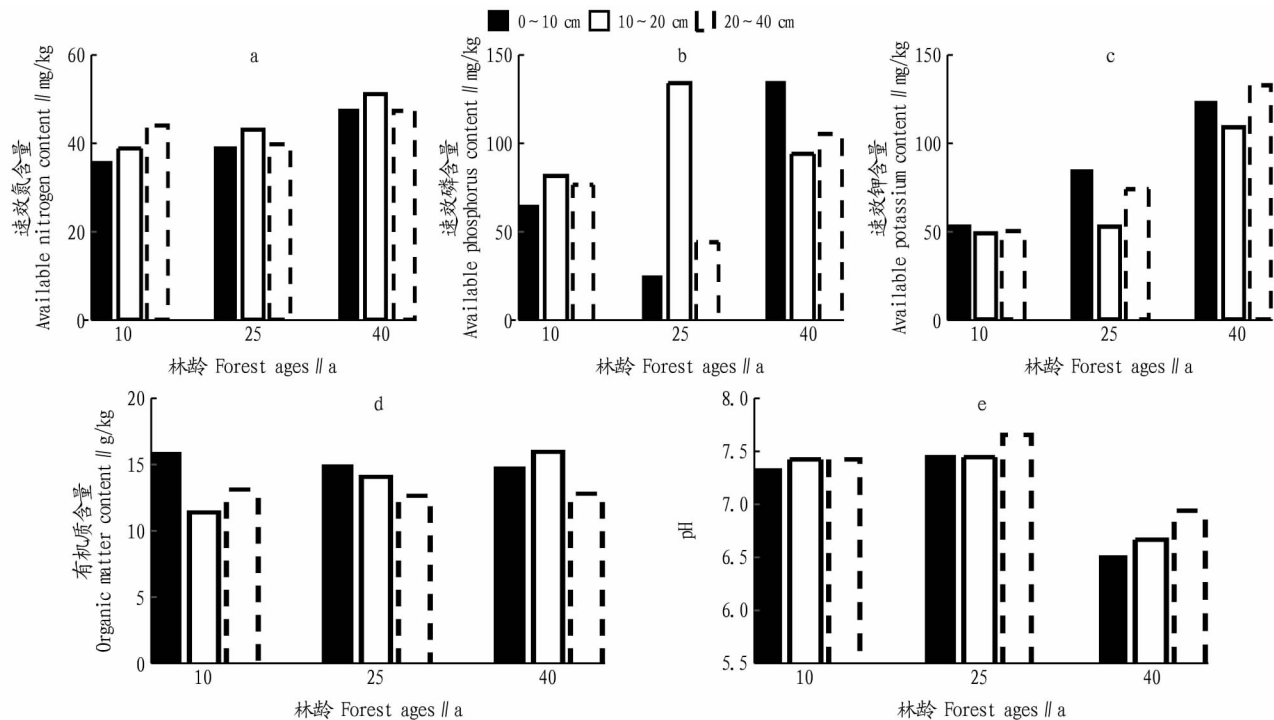 0～10 cm 10～20 cm 20～40 cm
a
速效氮含量
Available nitrogen content∥mg/kg
60
40
20
0
10 25 40
林龄 Forest ages∥a
b
速效磷含量
Available phosphorus content∥mg/kg
150
100
50
0
10 25 40
林龄 Forest ages∥a
c
速效钾含量
Available potassium content∥mg/kg
150
100
50
0
10 25 40
林龄 Forest ages∥a
d
有机质含量
Organic matter content∥g/kg
20
15
10
5
0
10 25 40
林龄 Forest ages∥a
e
pH
8.0
7.5
7.0
6.5
6.0
5.5
10 25 40
林龄 Forest ages∥a